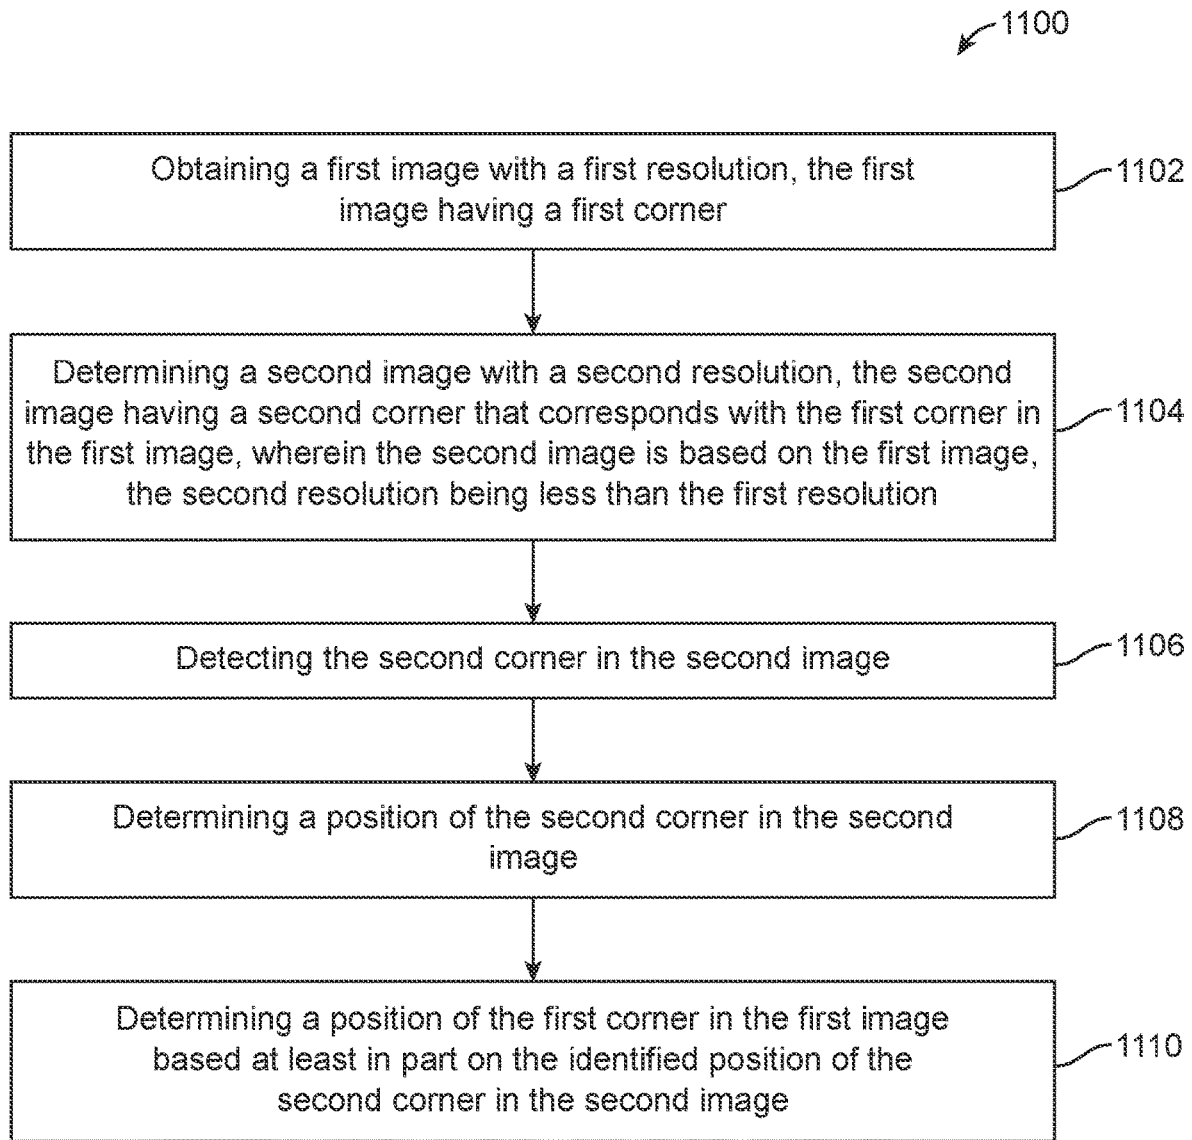 1100
Obtaining a first image with a first resolution, the first
image having a first corner
1102
Determining a second image with a second resolution, the second
image having a second corner that corresponds with the first corner in
the first image, wherein the second image is based on the first image,
the second resolution being less than the first resolution
1104
Detecting the second corner in the second image
1106
Determining a position of the second corner in the second
image
1108
Determining a position of the first corner in the first image
based at least in part on the identified position of the
second corner in the second image
1110